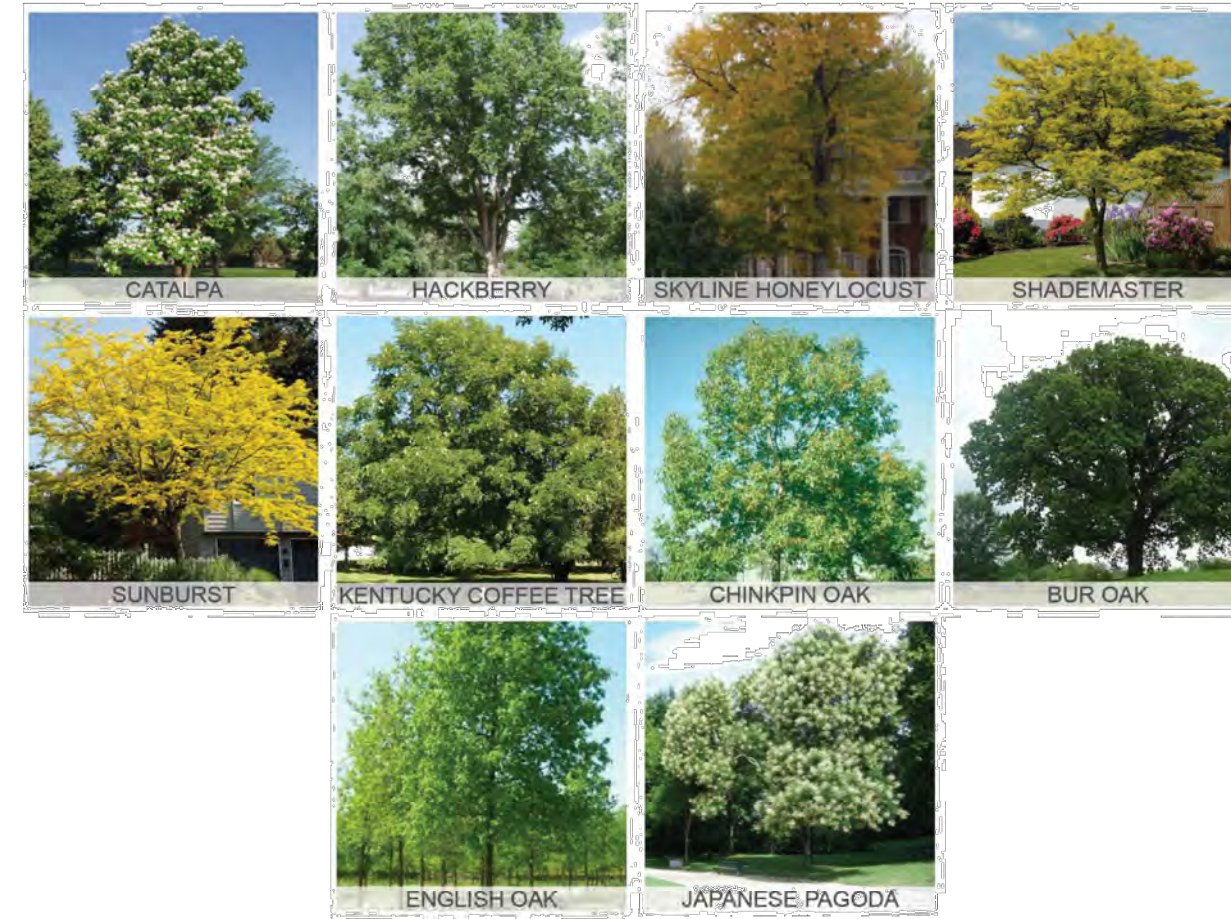 CATALPA
HACKBERRY
SKYLINE HONEYLOCUST
SHADEMASTER
SUNBURST
KENTUCKY COFFEE TREE
CHINKPIN OAK
BUR OAK
ENGLISH OAK
JAPANESE PAGODA